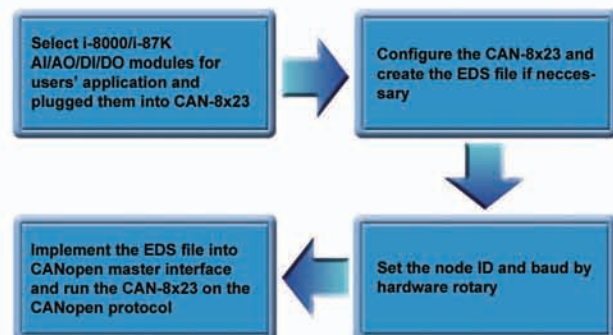 Select i-8000/i-87K
AI/AO/DI/DO modules for
users' application and
plugged them into CAN-8x23
Configure the CAN-8x23 and
create the EDS file if necces-
sary
Set the node ID and baud by
hardware rotary
Implement the EDS file into
CANopen master interface
and run the CAN-8x23 on the
CANopen protocol